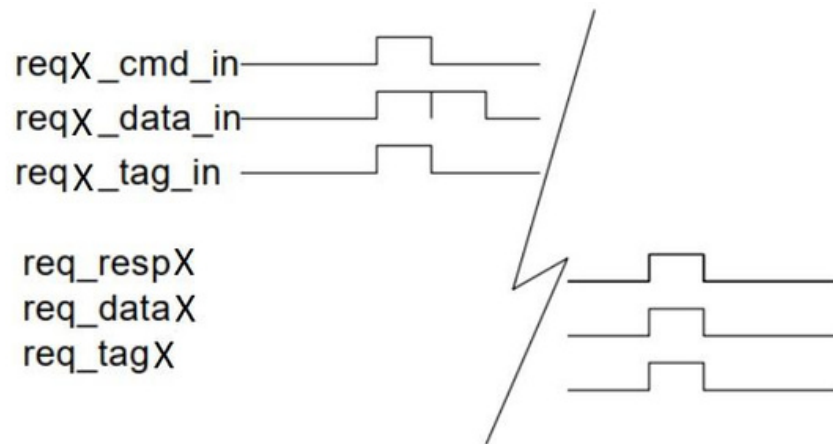 reqX_cmd_in
reqX_data_in
reqX_tag_in
req_respX
req_dataX
req_tagX